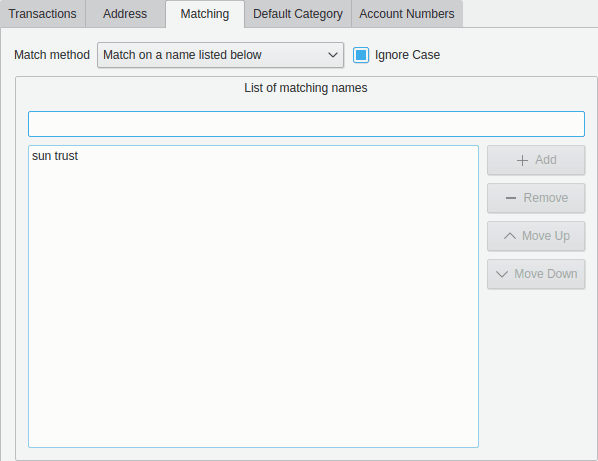 Transactions Address Matching Default Category Account Numbers
Match method Match on a name listed below Ignore Case
List of matching names
sun trust
Add
Remove
Move Up
Move Down